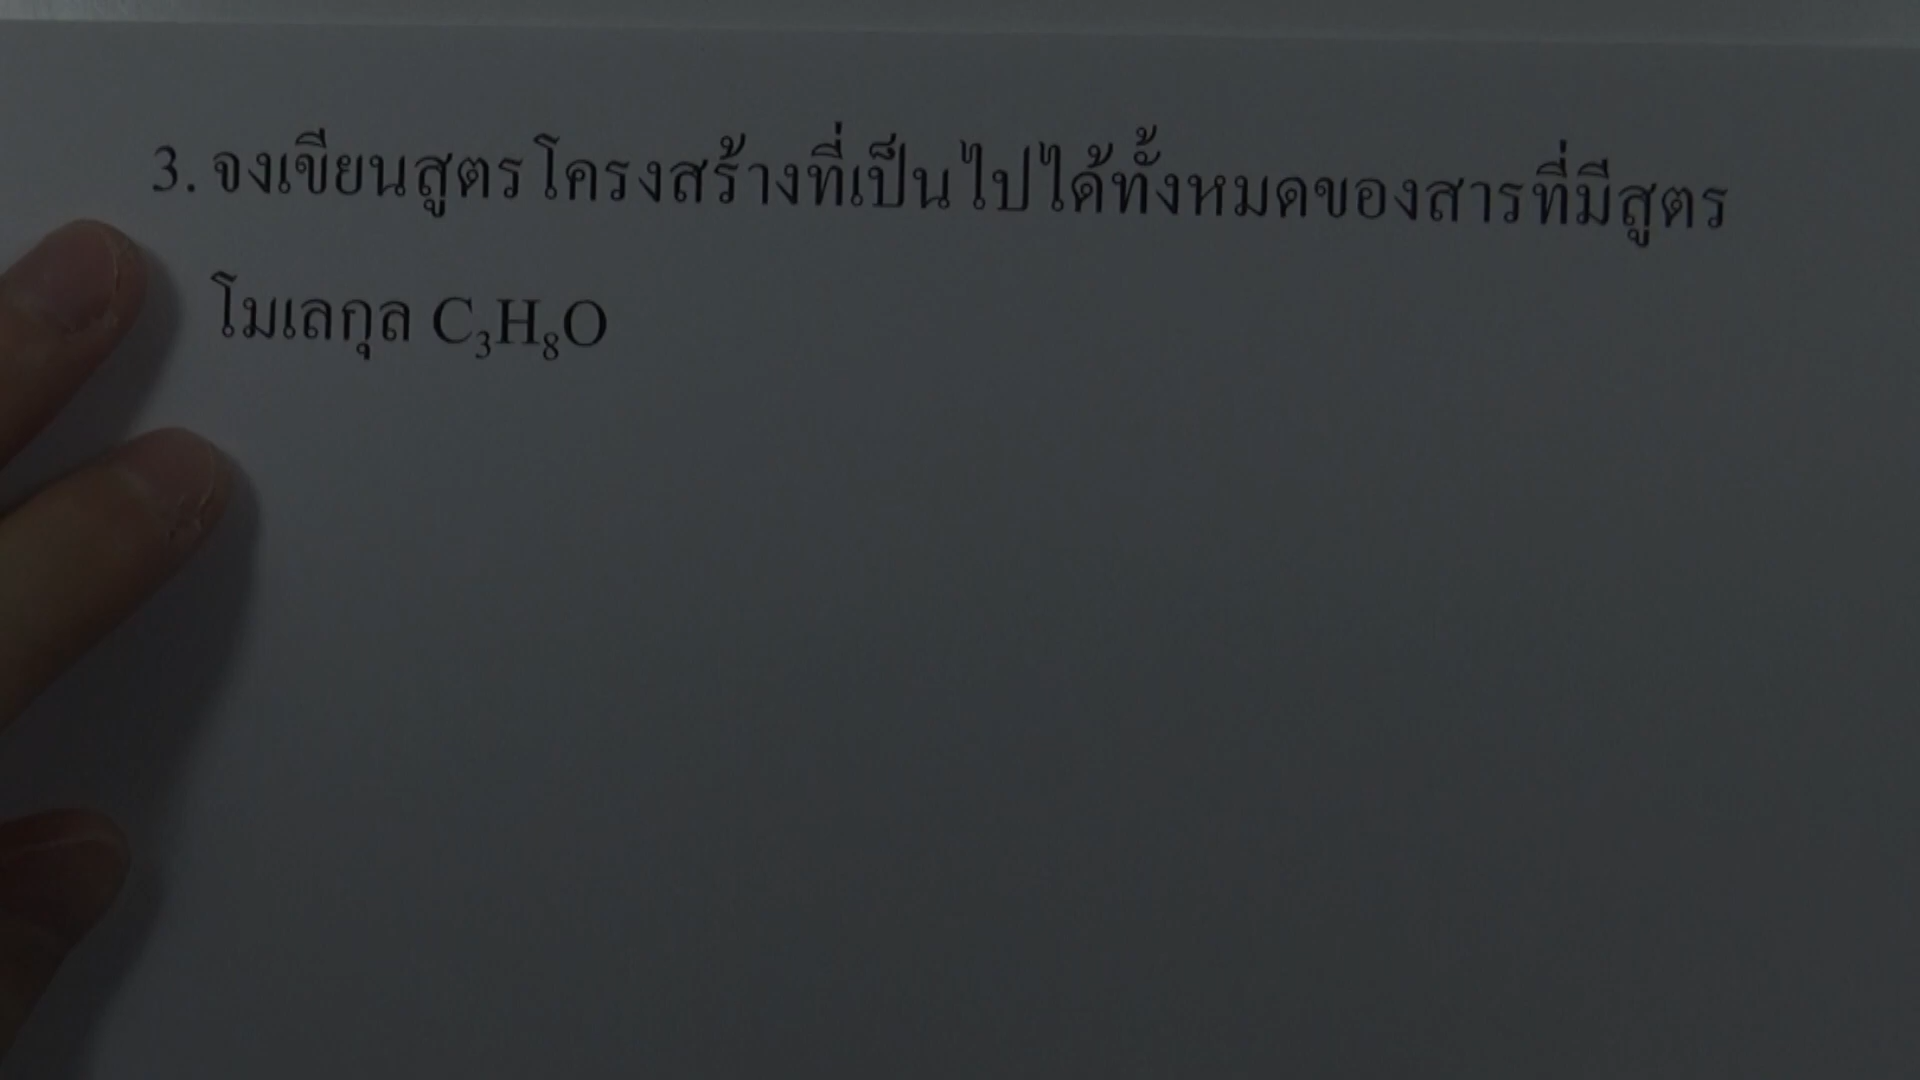 3. จงเขียนสูตรโครงสร้างที่เป็นไปได้ทั้งหมดของสารที่มีสูตร
โมเลกุล C₃H₈O